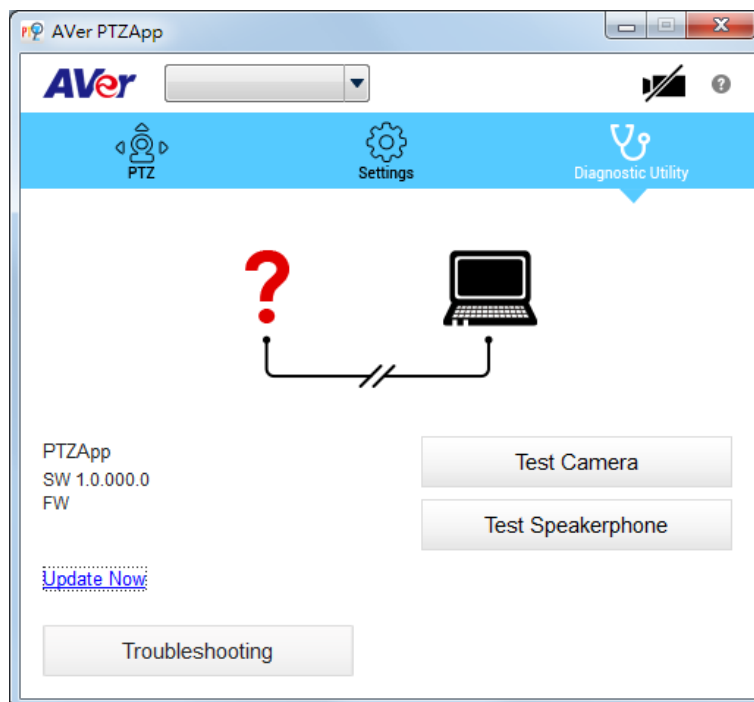 AVer PTZApp
AVer
PTZ
Settings
Diagnostic Utility
?
PTZApp
SW 1.0.000.0
FW
Test Camera
Test Speakerphone
Update Now
Troubleshooting